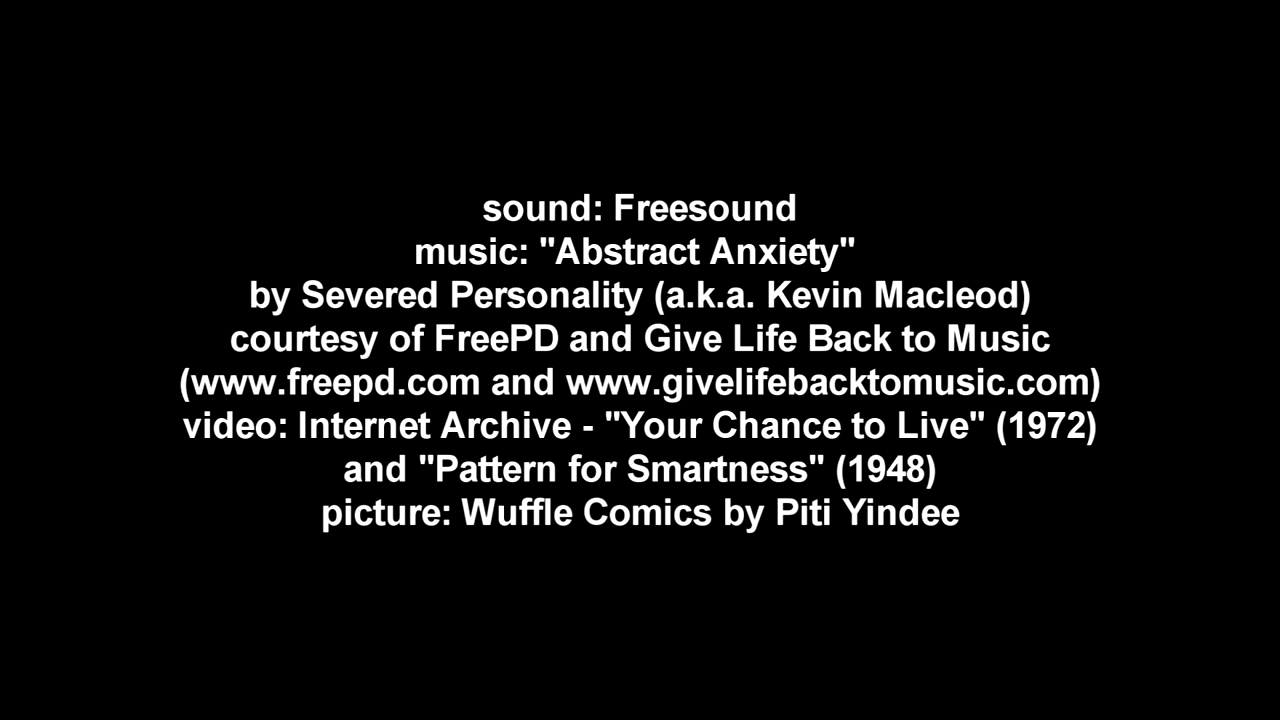 sound: Freesound
music: "Abstract Anxiety"
by Severed Personality (a.k.a. Kevin Macleod)
courtesy of FreePD and Give Life Back to Music
(www.freepd.com and www.givelifebacktomusic.com)
video: Internet Archive - "Your Chance to Live" (1972)
and "Pattern for Smartness" (1948)
picture: Wuffle Comics by Piti Yindee